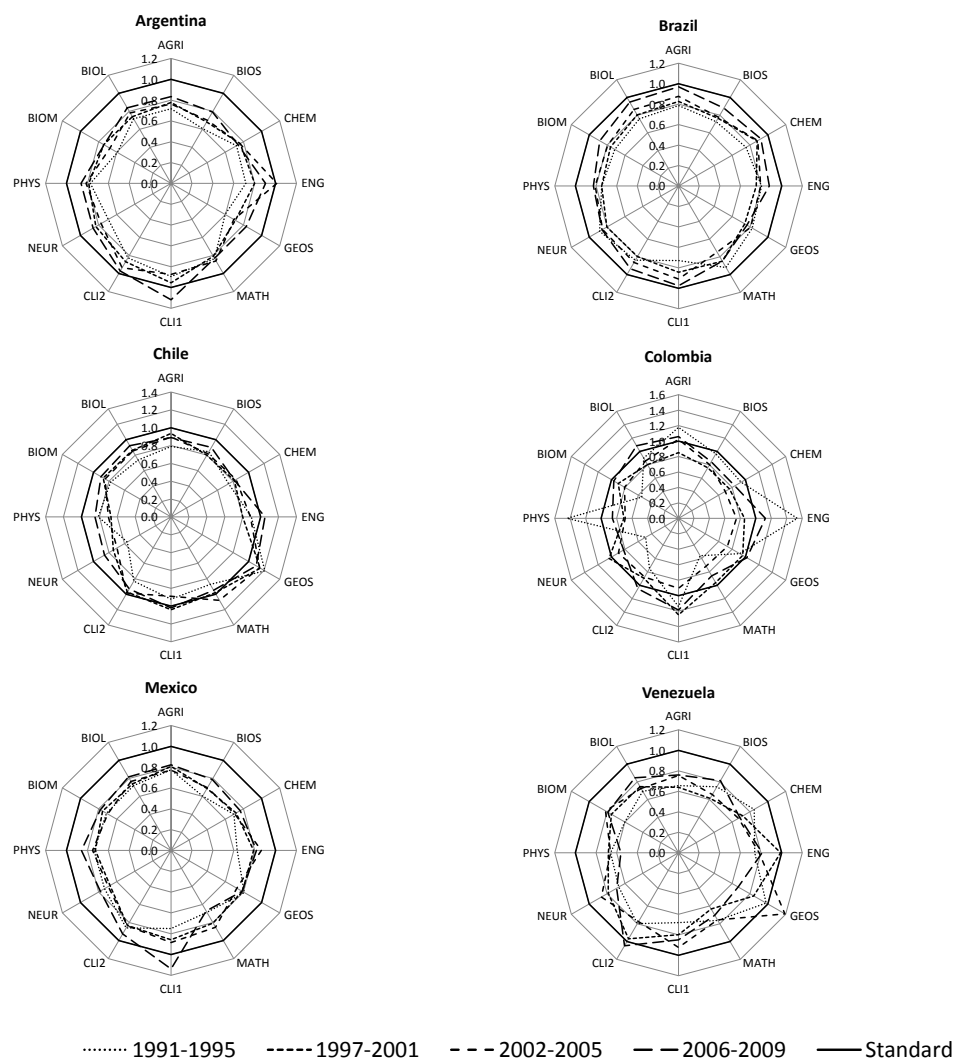 Argentina
AGRI
BIOS
CHEM
ENG
GEOS
MATH
CLI1
CLI2
NEUR
PHYS
BIOM
BIOL
1.2
1.0
0.8
0.6
0.4
0.2
0.0
Brazil
AGRI
BIOS
CHEM
ENG
GEOS
MATH
CLI1
CLI2
NEUR
PHYS
BIOM
BIOL
1.2
1.0
0.8
0.6
0.4
0.2
0.0
Chile
AGRI
BIOS
CHEM
ENG
GEOS
MATH
CLI1
CLI2
NEUR
PHYS
BIOM
BIOL
1.4
1.2
1.0
0.8
0.6
0.4
0.2
0.0
Colombia
AGRI
BIOS
CHEM
ENG
GEOS
MATH
CLI1
CLI2
NEUR
PHYS
BIOM
BIOL
1.6
1.4
1.2
1.0
0.8
0.6
0.4
0.2
0.0
Mexico
AGRI
BIOS
CHEM
ENG
GEOS
MATH
CLI1
CLI2
NEUR
PHYS
BIOM
BIOL
1.2
1.0
0.8
0.6
0.4
0.2
0.0
Venezuela
AGRI
BIOS
CHEM
ENG
GEOS
MATH
CLI1
CLI2
NEUR
PHYS
BIOM
BIOL
1.2
1.0
0.8
0.6
0.4
0.2
0.0
1991-1995 1997-2001 2002-2005 2006-2009 Standard